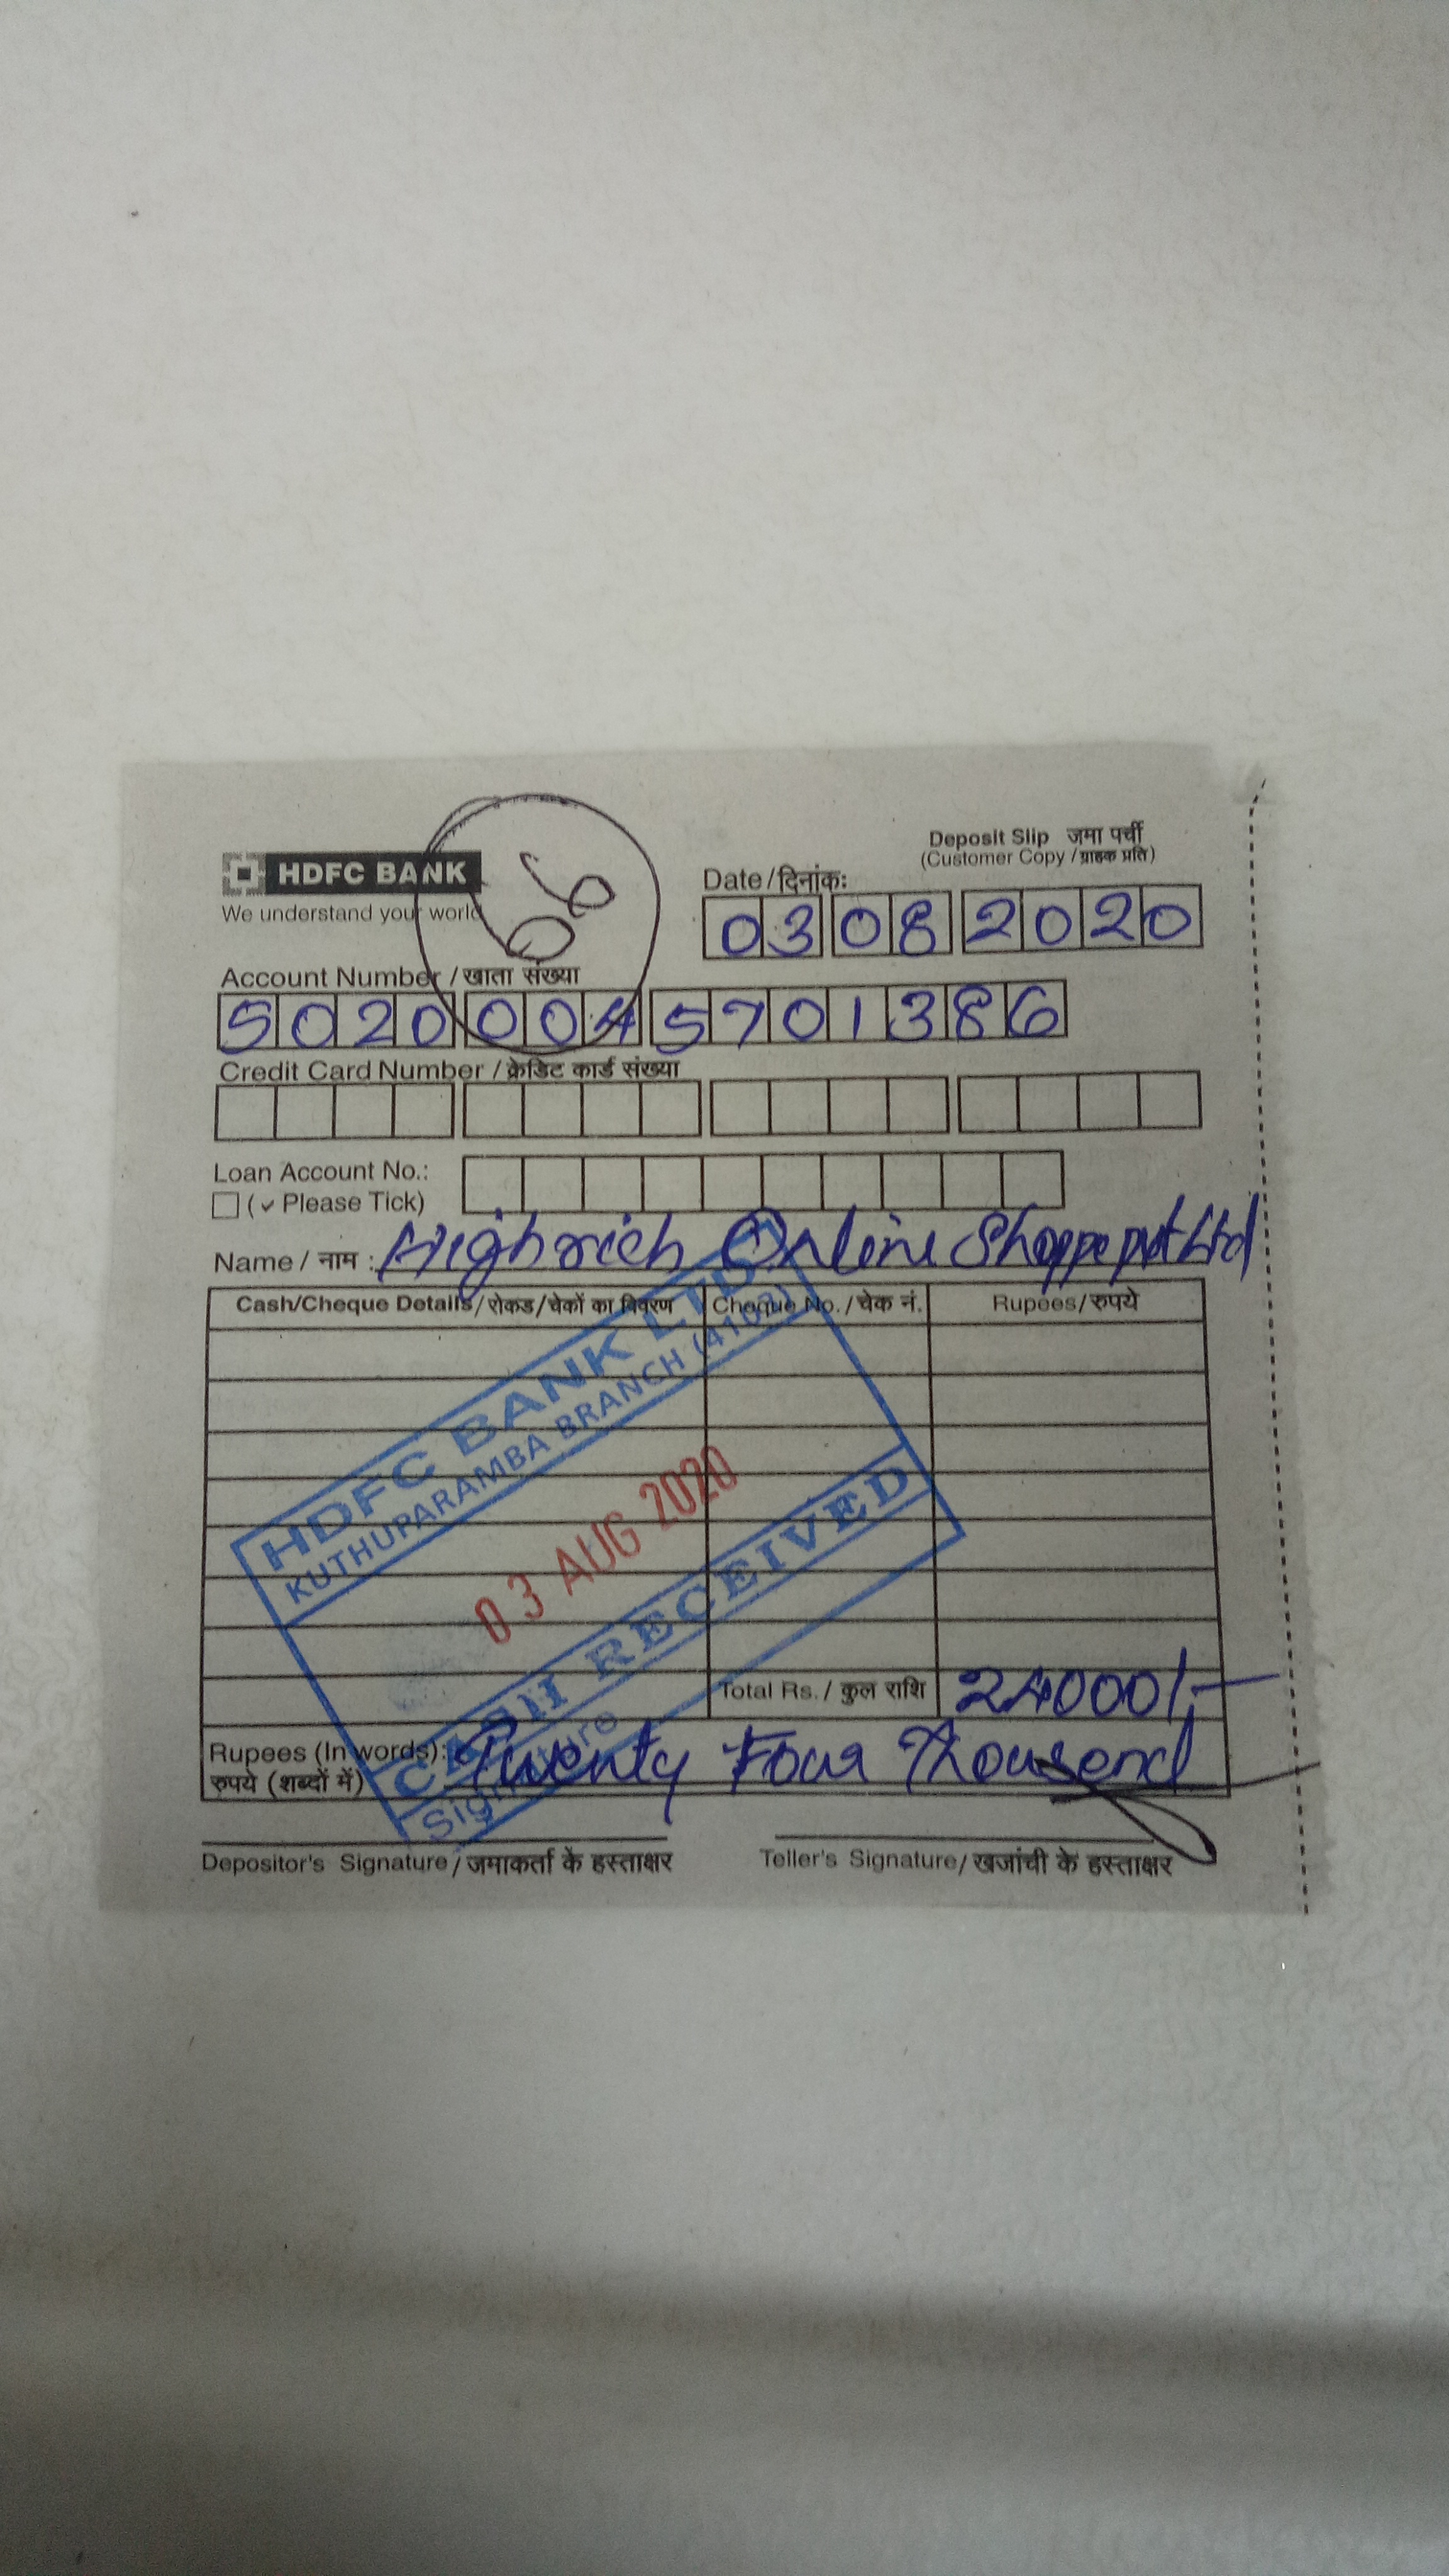 Deposit Slip जमा पर्ची
(Customer Copy / ग्राहक प्रति)
HDFC BANK
We understand your world
Date / दिनांकः
03 08 2020
Account Number / खाता संख्या
50200045701386
Credit Card Number / क्रेडिट कार्ड संख्या
Loan Account No.:
(✓ Please Tick)
Name / नाम : Highrich Online Shoppe pvt Ltd
Cash/Cheque Details / रोकड/चेकों का विवरण Cheque No. / चेक नं. Rupees/रुपये
HDFC BANK LTD.
KUTHUPARAMBA BRANCH (4103)
03 AUG 2020
CASH RECEIVED
Signature
Total Rs. / कुल राशि 24000/-
Rupees (In words): Twenty Four Thousend
रुपये (शब्दों में)
Depositor's Signature / जमाकर्ता के हस्ताक्षर Teller's Signature / खजांची के हस्ताक्षर